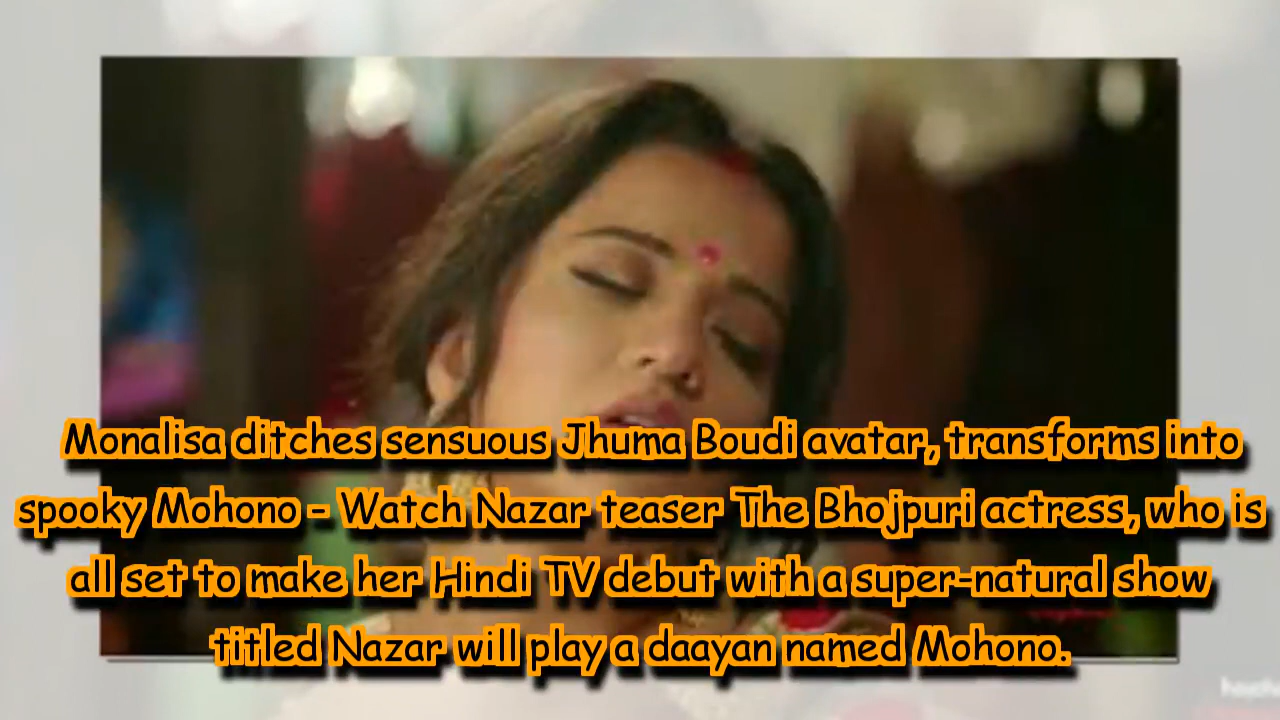 Monalisa ditches sensuous Jhuma Boudi avatar, transforms into
spooky Mohono - Watch Nazar teaser The Bhojpuri actress, who is
all set to make her Hindi TV debut with a super-natural show
titled Nazar will play a daayan named Mohono.